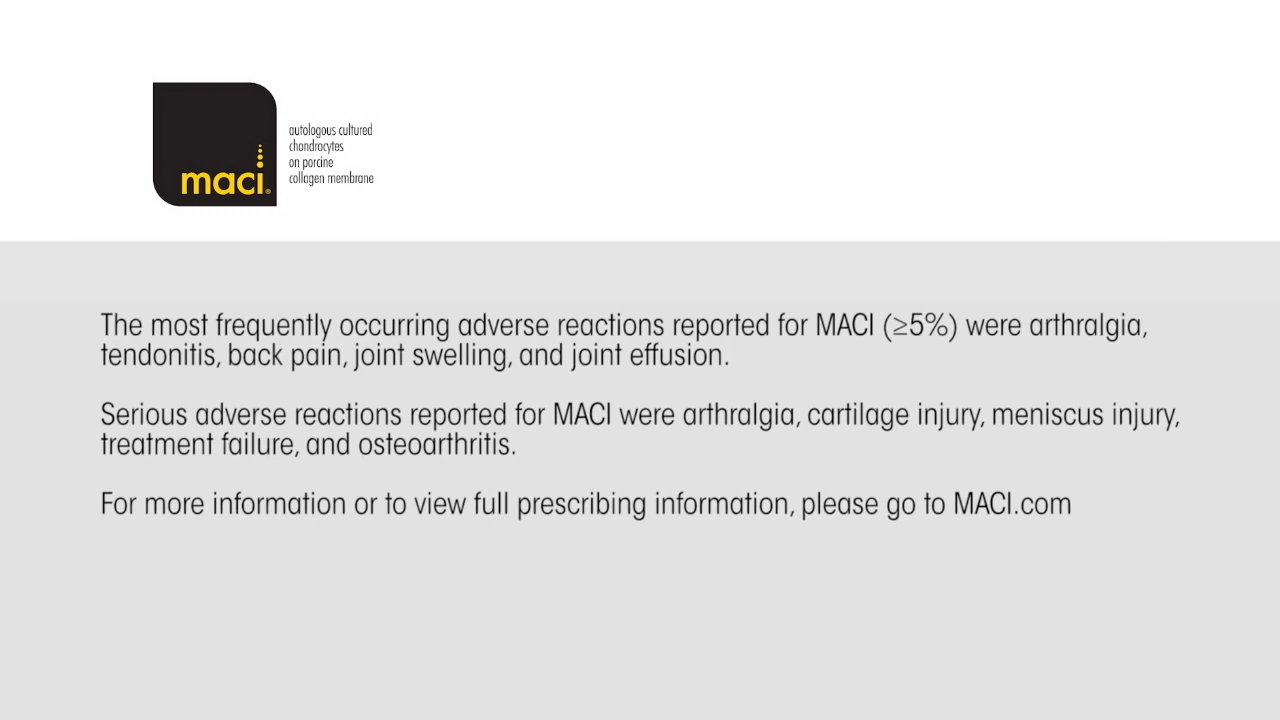 maci®
autologous cultured
chondrocytes
on porcine
collagen membrane
The most frequently occurring adverse reactions reported for MACI (≥5%) were arthralgia,
tendonitis, back pain, joint swelling, and joint effusion.
Serious adverse reactions reported for MACI were arthralgia, cartilage injury, meniscus injury,
treatment failure, and osteoarthritis.
For more information or to view full prescribing information, please go to MACI.com